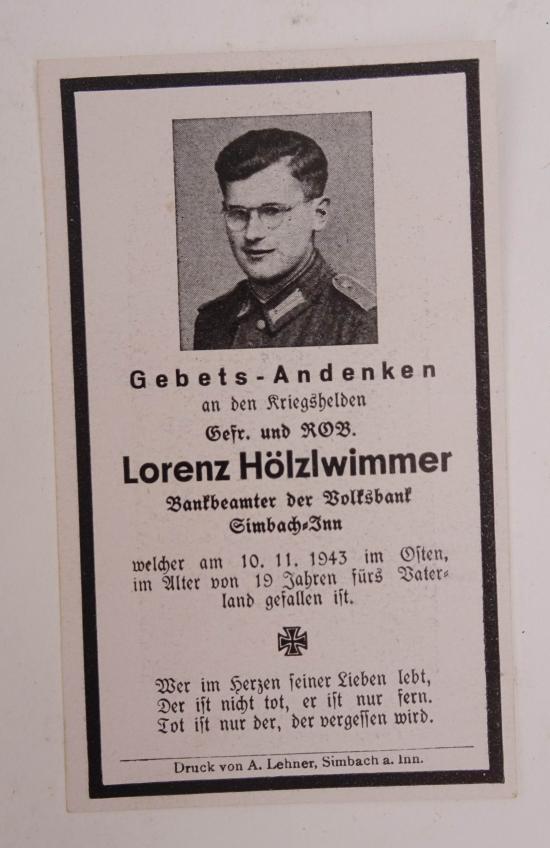 Gebets-Andenken
an den Kriegshelden
Gefr. und ROB.
Lorenz Hölzlwimmer
Bankbeamter der Volksbank
Simbach-Inn
welcher am 10. 11. 1943 im Osten,
im Alter von 19 Jahren fürs Vater-
land gefallen ist.
Wer im Herzen seiner Lieben lebt,
Der ist nicht tot, er ist nur fern.
Tot ist nur der, der vergessen wird.
Druck von A. Lehner, Simbach a. Inn.